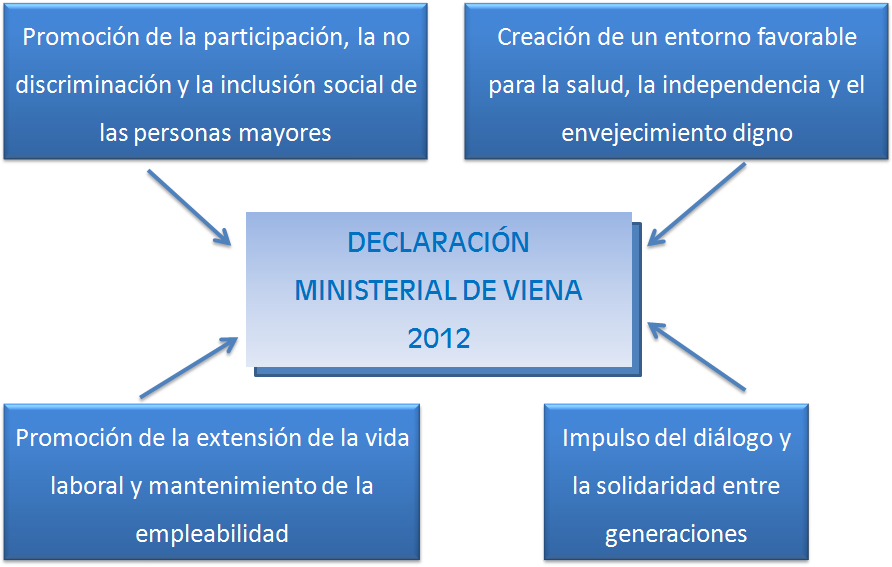 Promoción de la participación, la no
discriminación y la inclusión social de
las personas mayores
Creación de un entorno favorable
para la salud, la independencia y el
envejecimiento digno
DECLARACIÓN
MINISTERIAL DE VIENA
2012
Promoción de la extensión de la vida
laboral y mantenimiento de la
empleabilidad
Impulso del diálogo y
la solidaridad entre
generaciones